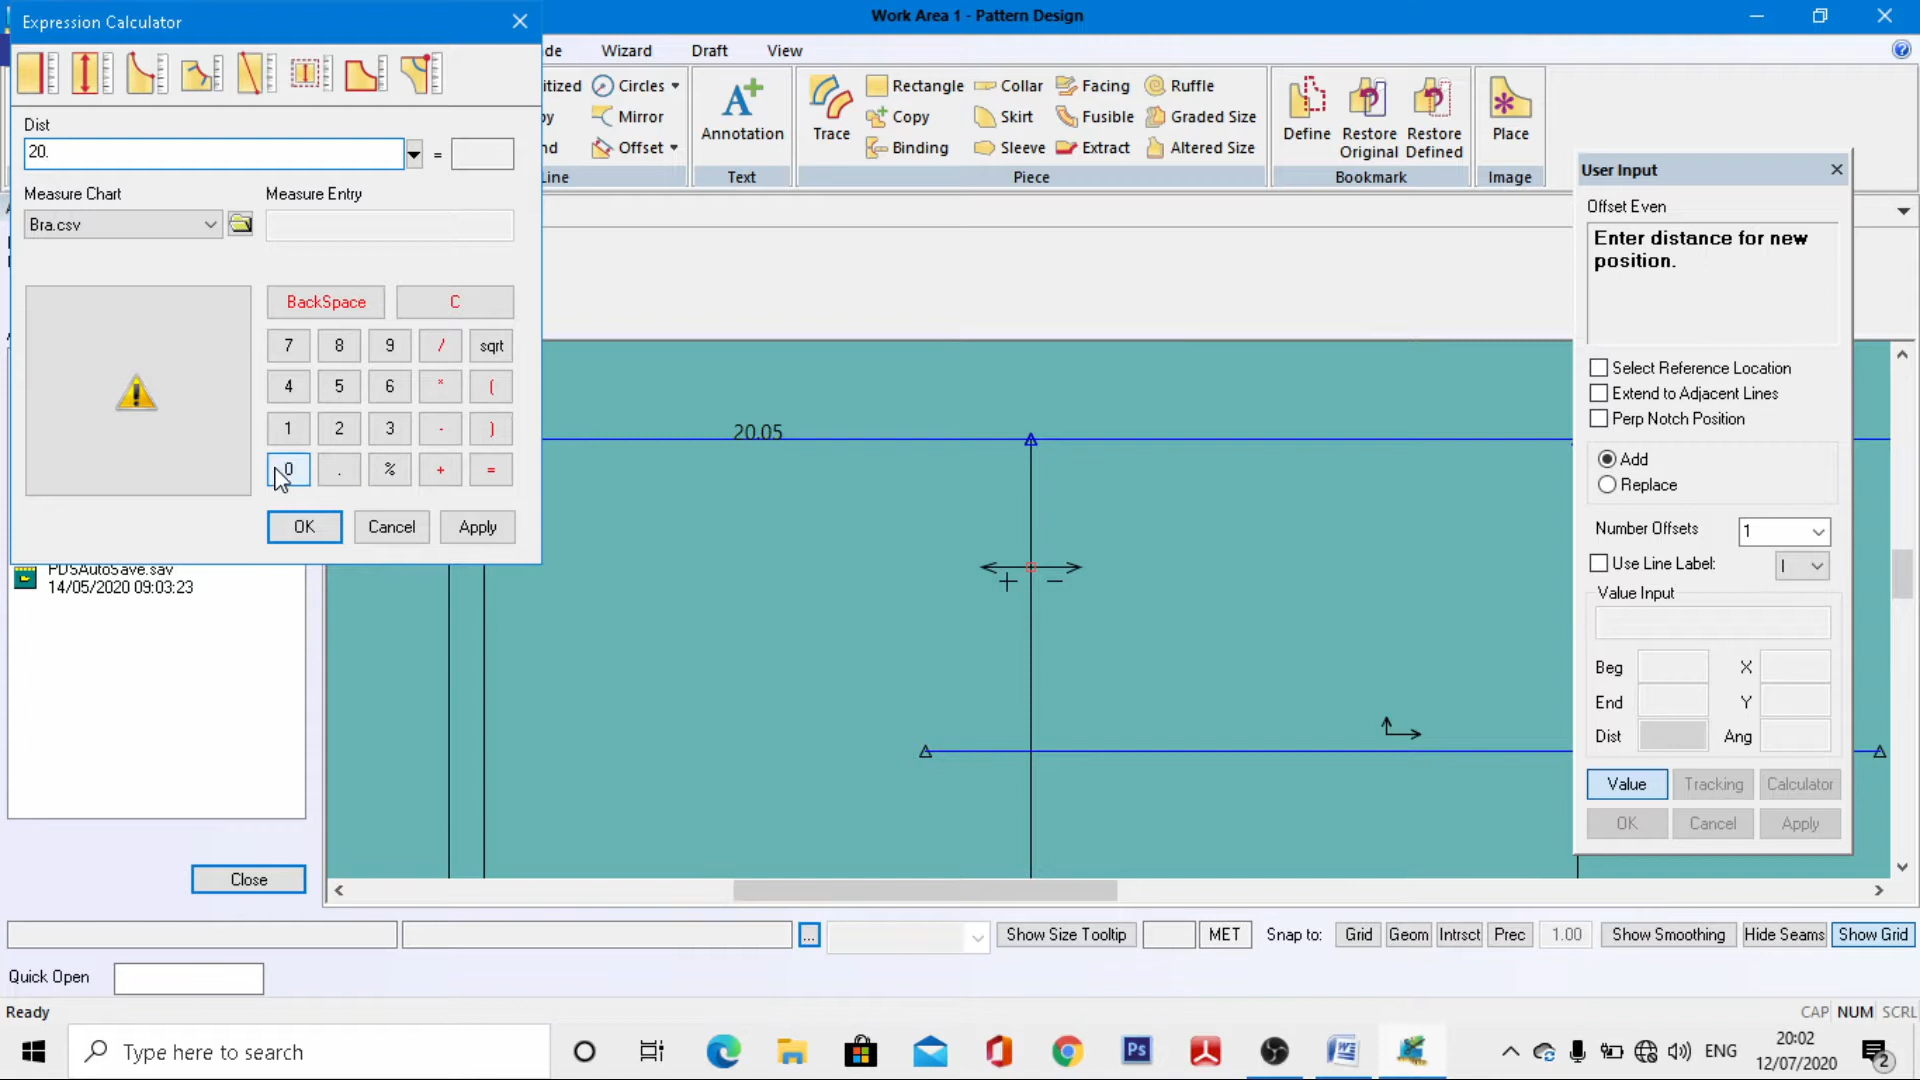 Expression Calculator
Work Area 1 - Pattern Design
de Wizard Draft View
Dist
20.
=
Measure Chart Measure Entry
Bra.csv
BackSpace C
7 8 9 / sqrt
4 5 6 * (
1 2 3 - )
0 . % + =
OK Cancel Apply
itized Circles
py Mirror
nd Offset
ine
Annotation
Text
Trace
Rectangle Collar Facing Ruffle
Copy Skirt Fusible Graded Size
Binding Sleeve Extract Altered Size
Piece
Define Restore Original Restore Defined
Bookmark
Place
Image
PDSAutoSave.sav
14/05/2020 09:03:23
Close
20.05
+ −
User Input
Offset Even
Enter distance for new
position.
Select Reference Location
Extend to Adjacent Lines
Perp Notch Position
Add
Replace
Number Offsets 1
Use Line Label: I
Value Input
Beg X
End Y
Dist Ang
Value Tracking Calculator
OK Cancel Apply
... Show Size Tooltip MET Snap to: Grid Geom Intrsct Prec 1.00 Show Smoothing Hide Seams Show Grid
Quick Open
Ready
CAP NUM SCRL
Type here to search
Ps
ENG
20:02
12/07/2020
2